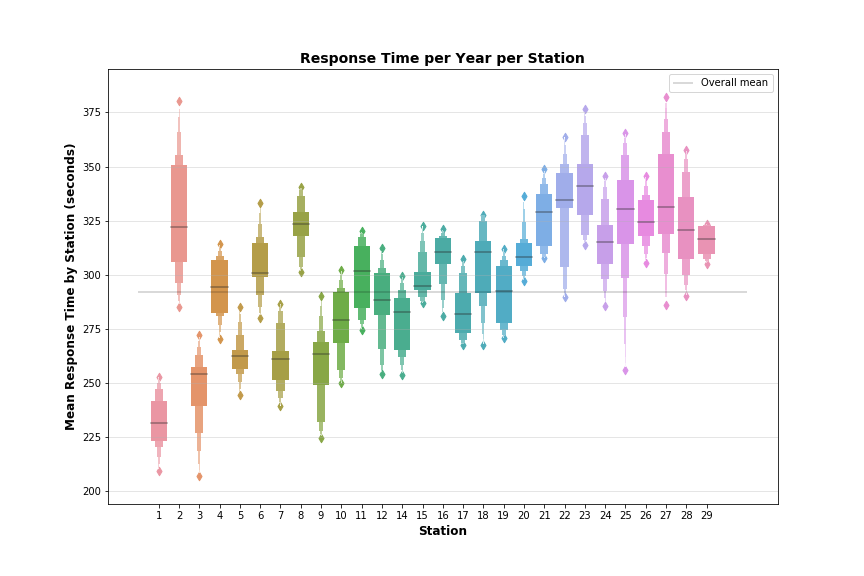 Response Time per Year per Station
Overall mean
Mean Response Time by Station (seconds)
375
350
325
300
275
250
225
200
1 2 3 4 5 6 7 8 9 10 11 12 14 15 16 17 18 19 20 21 22 23 24 25 26 27 28 29
Station